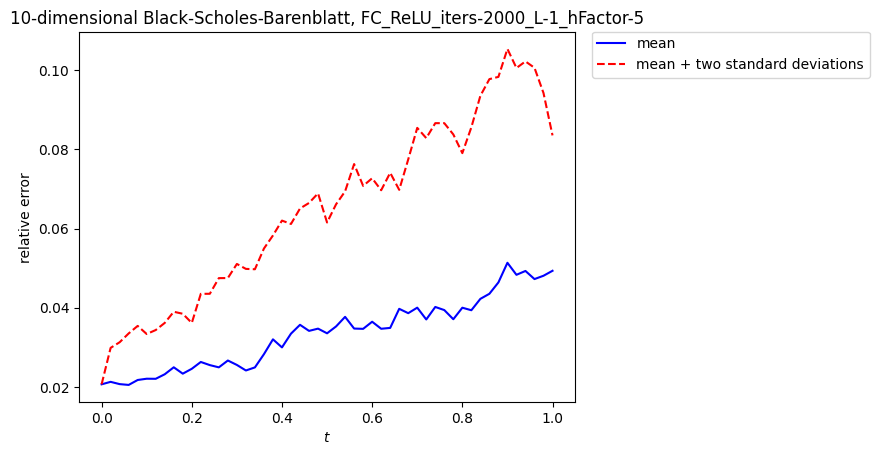 10-dimensional Black-Scholes-Barenblatt, FC_ReLU_iters-2000_L-1_hFactor-5
mean
mean + two standard deviations
relative error
0.10
0.08
0.06
0.04
0.02
0.0 0.2 0.4 0.6 0.8 1.0
t